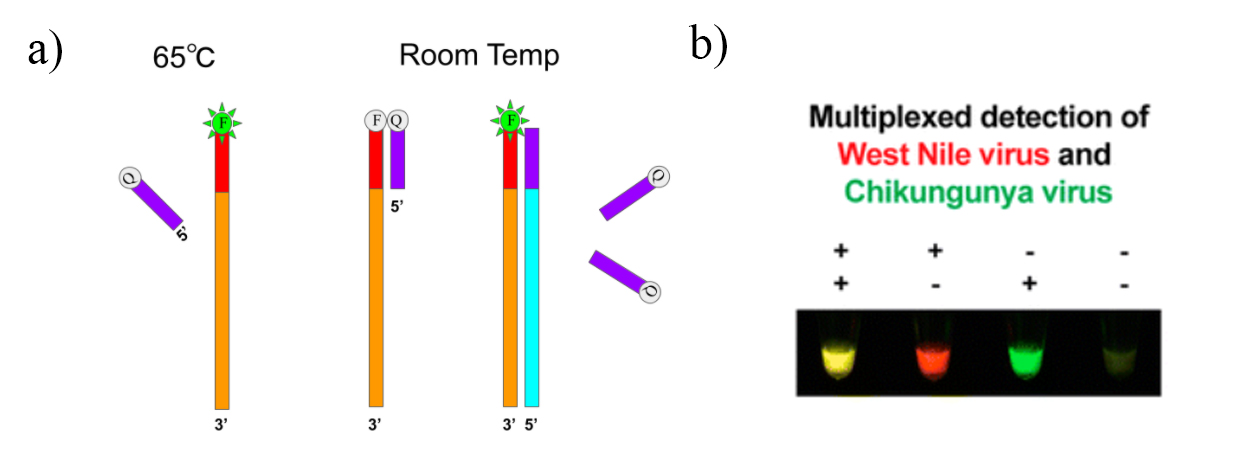 a)
65°C
Room Temp
F
Q
5'
3'
F Q
5'
3'
F
3' 5'
Q
Q
b)
Multiplexed detection of
West Nile virus and
Chikungunya virus
+ + - -
+ - + -